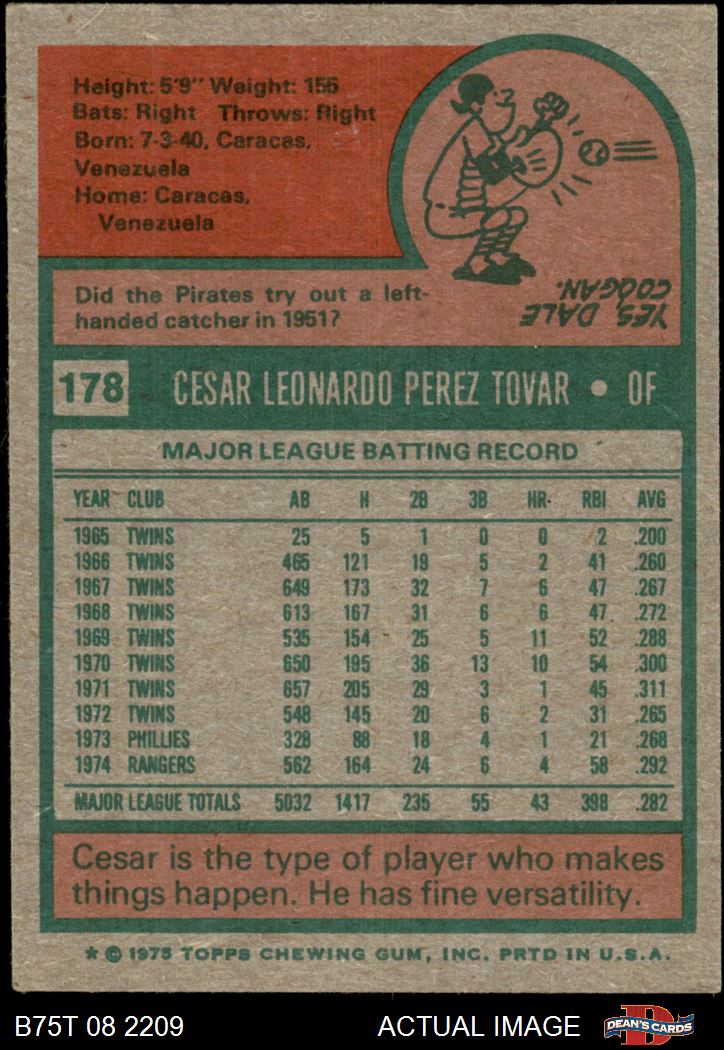 Height: 5'9" Weight: 155
Bats: Right Throws: Right
Born: 7-3-40, Caracas,
Venezuela
Home: Caracas,
Venezuela
Did the Pirates try out a left-
handed catcher in 1951?
YES, DALE
COOGAN.
178 CESAR LEONARDO PEREZ TOVAR • OF
MAJOR LEAGUE BATTING RECORD
YEAR CLUB AB H 2B 3B HR RBI AVG
1965 TWINS 25 5 1 0 0 2 .200
1966 TWINS 465 121 19 5 2 41 .260
1967 TWINS 649 173 32 7 6 47 .267
1968 TWINS 613 167 31 6 6 47 .272
1969 TWINS 535 154 25 5 11 52 .288
1970 TWINS 650 195 36 13 10 54 .300
1971 TWINS 657 205 29 3 1 45 .311
1972 TWINS 548 145 20 6 2 31 .265
1973 PHILLIES 328 88 18 4 1 21 .268
1974 RANGERS 562 164 24 6 4 58 .292
MAJOR LEAGUE TOTALS 5032 1417 235 55 43 398 .282
Cesar is the type of player who makes
things happen. He has fine versatility.
* © 1975 TOPPS CHEWING GUM, INC. PRTD IN U.S.A.
B75T 08 2209 ACTUAL IMAGE D DEAN'S CARDS